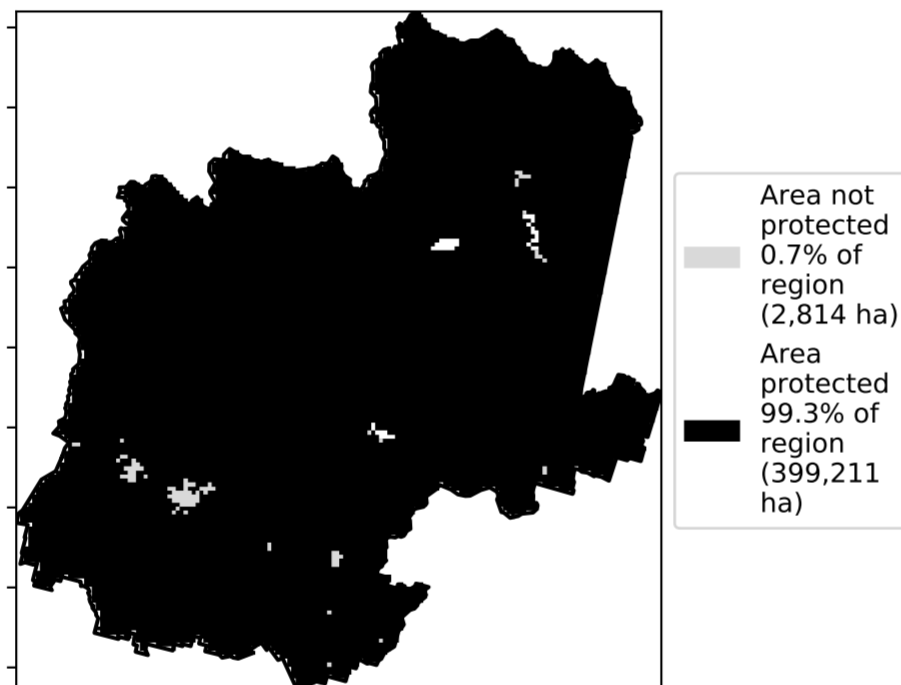 Area not
protected
0.7% of
region
(2,814 ha)
Area
protected
99.3% of
region
(399,211
ha)